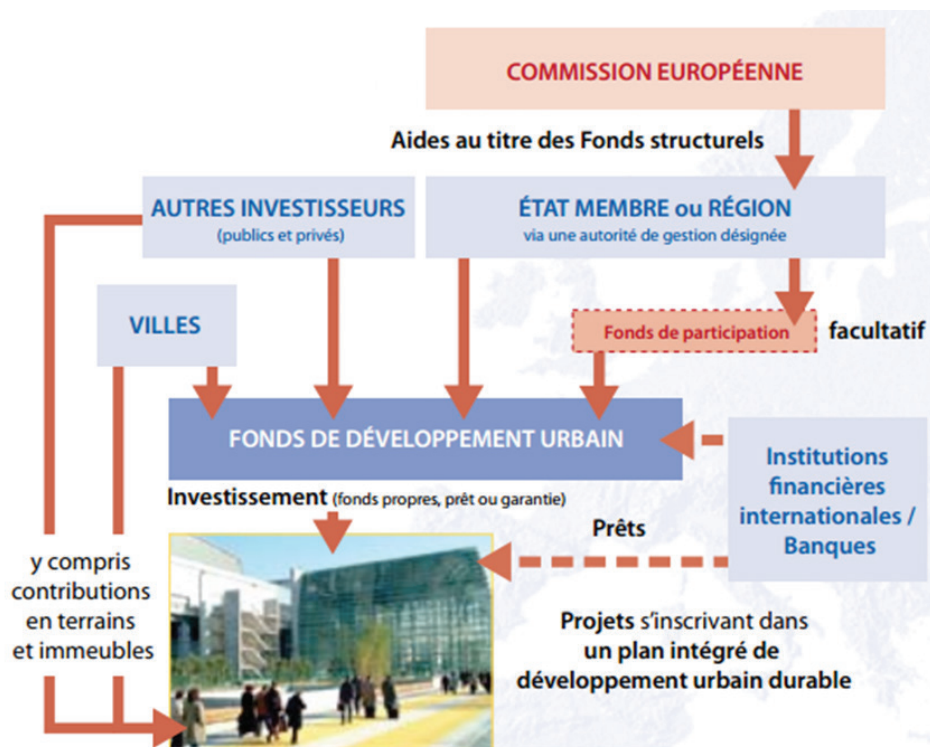 COMMISSION EUROPÉENNE
Aides au titre des Fonds structurels
AUTRES INVESTISSEURS
(publics et privés)
ÉTAT MEMBRE ou RÉGION
via une autorité de gestion désignée
VILLES
Fonds de participation
facultatif
FONDS DE DÉVELOPPEMENT URBAIN
Institutions
financières
internationales /
Banques
Investissement (fonds propres, prêt ou garantie)
Prêts
y compris
contributions
en terrains
et immeubles
Projets s'inscrivant dans
un plan intégré de
développement urbain durable